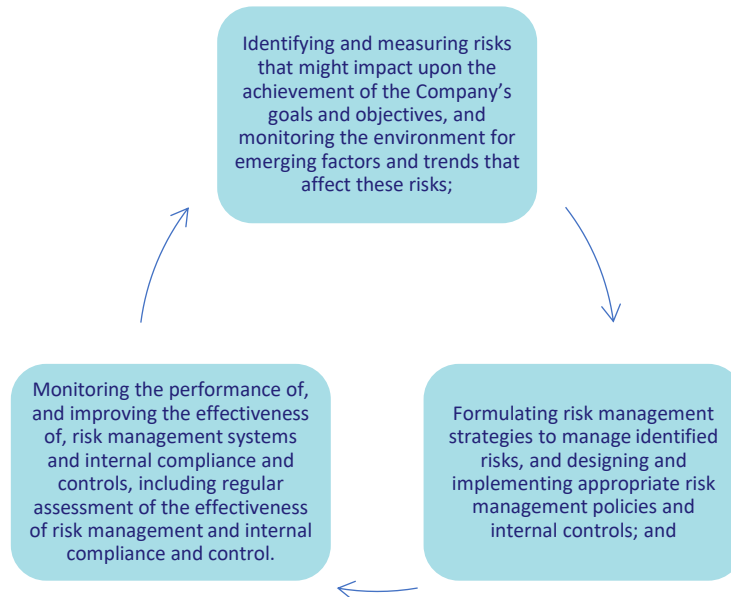 Identifying and measuring risks
that might impact upon the
achievement of the Company’s
goals and objectives, and
monitoring the environment for
emerging factors and trends that
affect these risks;
Formulating risk management
strategies to manage identified
risks, and designing and
implementing appropriate risk
management policies and
internal controls; and
Monitoring the performance of,
and improving the effectiveness
of, risk management systems
and internal compliance and
controls, including regular
assessment of the effectiveness
of risk management and internal
compliance and control.